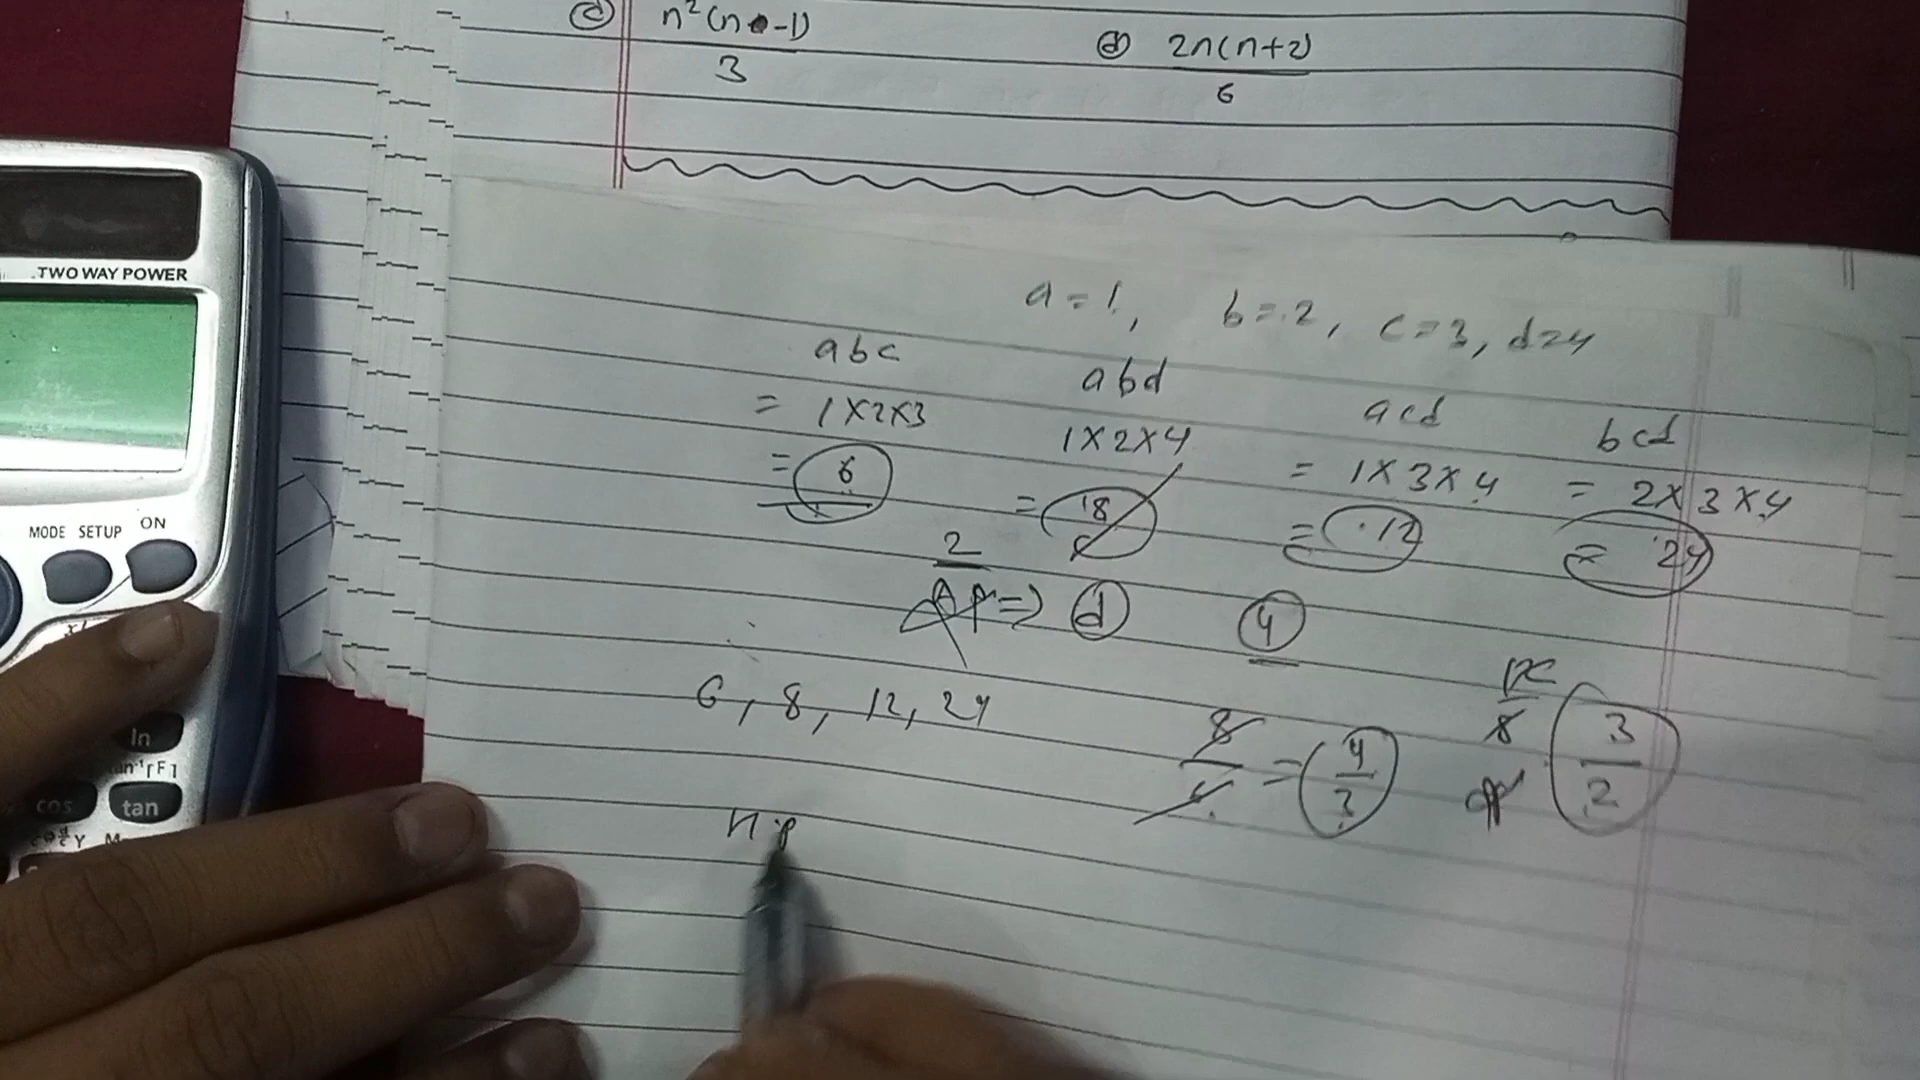 (c) n²(n-1)/3 (d) 2n(n+2)/6
TWO WAY POWER
a = 1, b = 2, c = 3, d = 4
abc abd acd bcd
= 1×2×3 1×2×4 = 1×3×4 = 2×3×4
= 6 = 8 = 12 = 24
MODE SETUP ON
2
⇒ d 4
6, 8, 12, 24
8 = 4/3
12
8 3/2
ln
tan⁻¹ [F]
cos tan
H.P
Y M